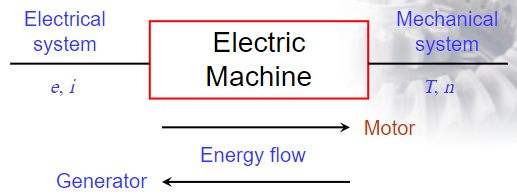 Electrical
system
Electric
Machine
Mechanical
system
e, i
T, n
Motor
Energy flow
Generator